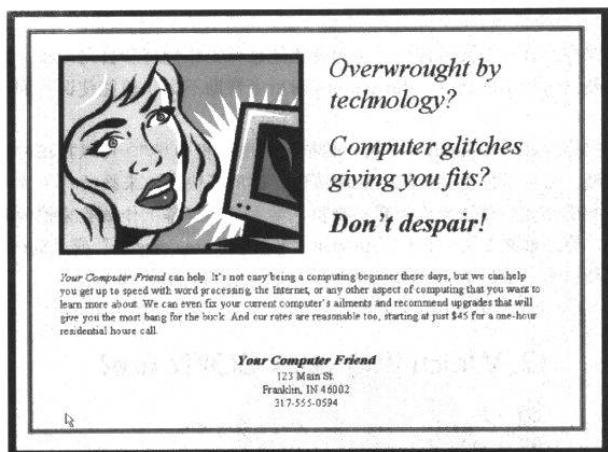 Overwrought by
technology?
Computer glitches
giving you fits?
Don't despair!
Your Computer Friend can help. It's not easy being a computing beginner these days, but we can help
you get up to speed with word processing, the Internet, or any other aspect of computing that you want to
learn more about. We can even fix your current computer's ailments and recommend upgrades that will
give you the most bang for the buck. And our rates are reasonable too, starting at just $45 for a one-hour
residential house call.
Your Computer Friend
123 Main St.
Franklin, IN 46002
317-555-0594